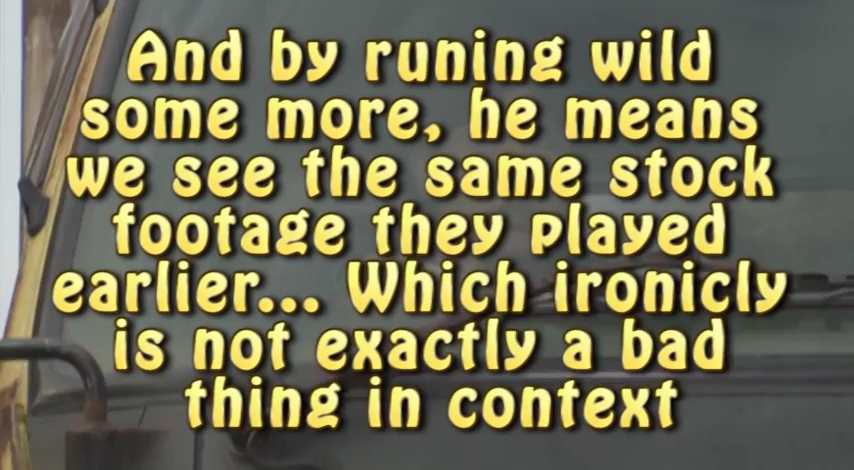 And by runing wild
some more, he means
we see the same stock
footage they played
earlier... Which ironicly
is not exactly a bad
thing in context